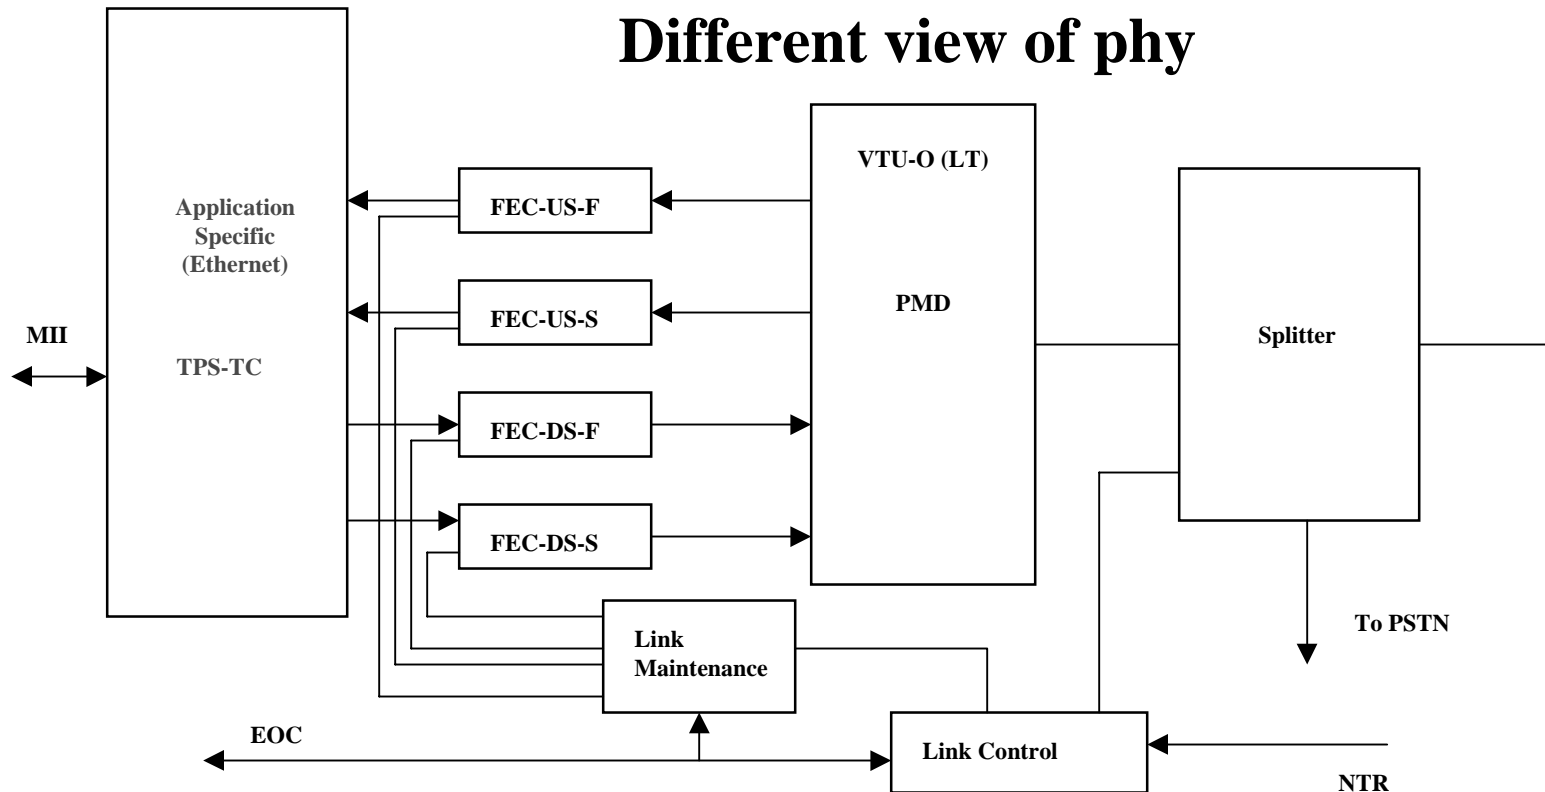 Different view of phy
VTU-O (LT)
PMD
Application
Specific
(Ethernet)
TPS-TC
FEC-US-F
FEC-US-S
FEC-DS-F
FEC-DS-S
MII
Splitter
To PSTN
Link
Maintenance
EOC
Link Control
NTR